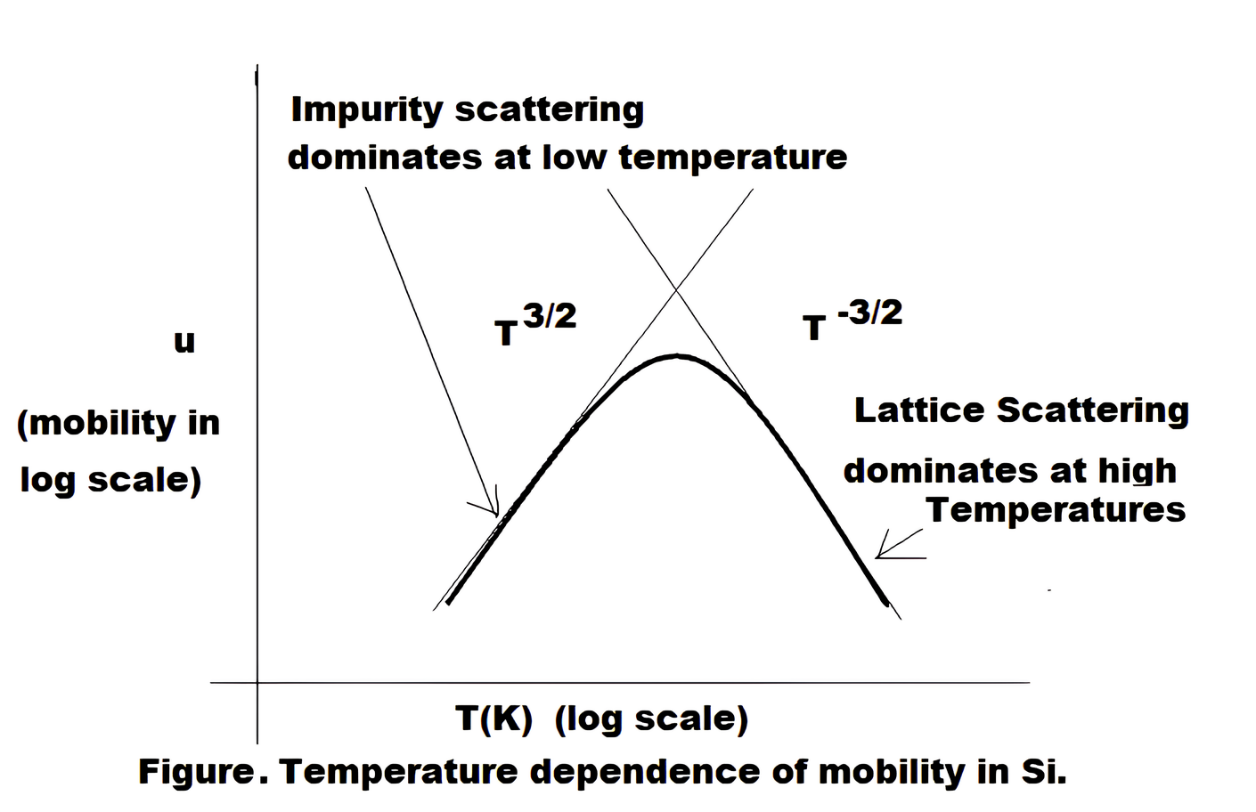 Impurity scattering
dominates at low temperature
T 3/2
T -3/2
u
(mobility in
log scale)
Lattice Scattering
dominates at high
Temperatures
T(K) (log scale)
Figure. Temperature dependence of mobility in Si.